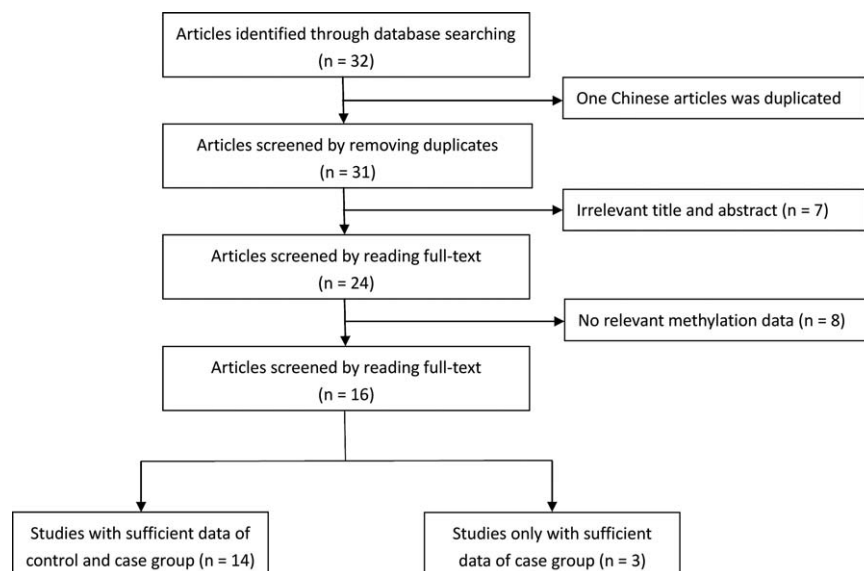 Articles identified through database searching
(n = 32)
One Chinese articles was duplicated
Articles screened by removing duplicates
(n = 31)
Irrelevant title and abstract (n = 7)
Articles screened by reading full-text
(n = 24)
No relevant methylation data (n = 8)
Articles screened by reading full-text
(n = 16)
Studies with sufficient data of
control and case group (n = 14)
Studies only with sufficient
data of case group (n = 3)